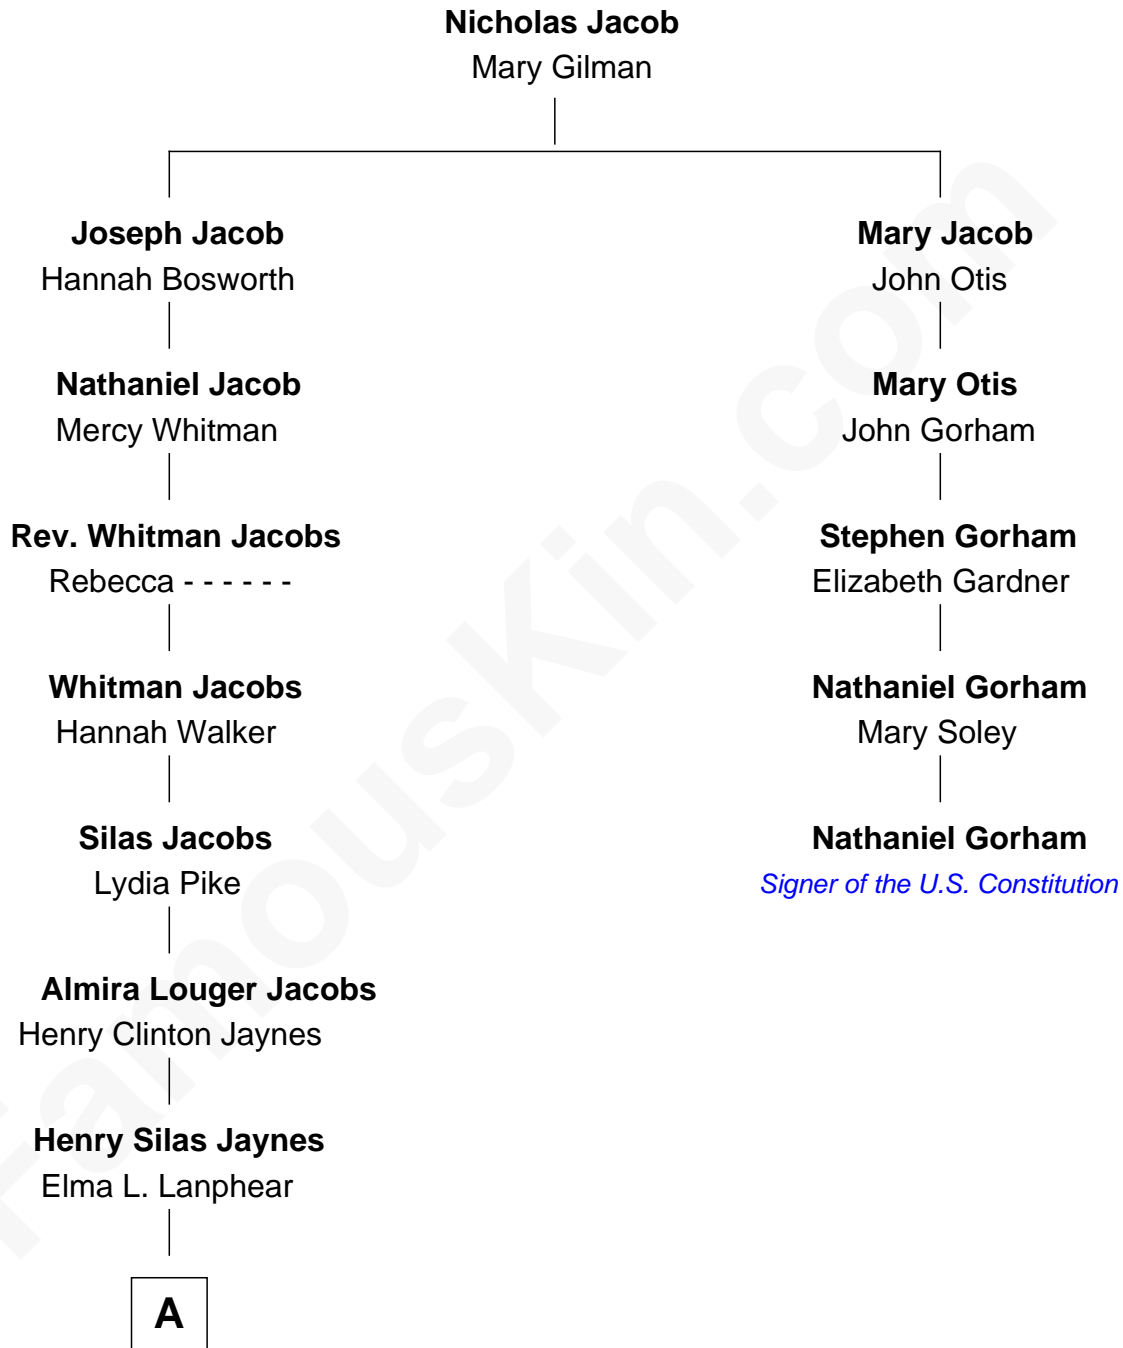 Nicholas Jacob
Mary Gilman
Joseph Jacob
Hannah Bosworth
Mary Jacob
John Otis
Nathaniel Jacob
Mercy Whitman
Mary Otis
John Gorham
Rev. Whitman Jacobs
Rebecca - - - - - -
Stephen Gorham
Elizabeth Gardner
Whitman Jacobs
Hannah Walker
Nathaniel Gorham
Mary Soley
Silas Jacobs
Lydia Pike
Nathaniel Gorham
Signer of the U.S. Constitution
Almira Louger Jacobs
Henry Clinton Jaynes
Henry Silas Jaynes
Elma L. Lanphear
A
FamousKin.com